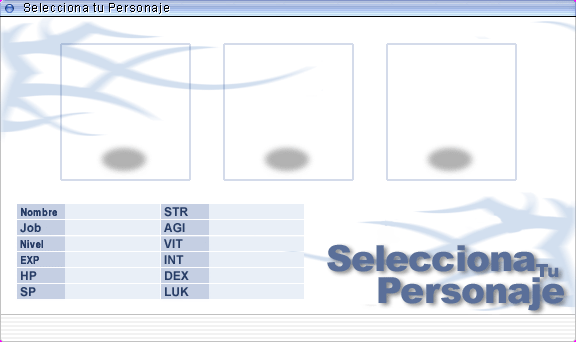 Selecciona tu Personaje
Nombre STR
Job AGI
Nivel VIT
EXP INT
HP DEX
SP LUK
Selecciona
Tu
Personaje